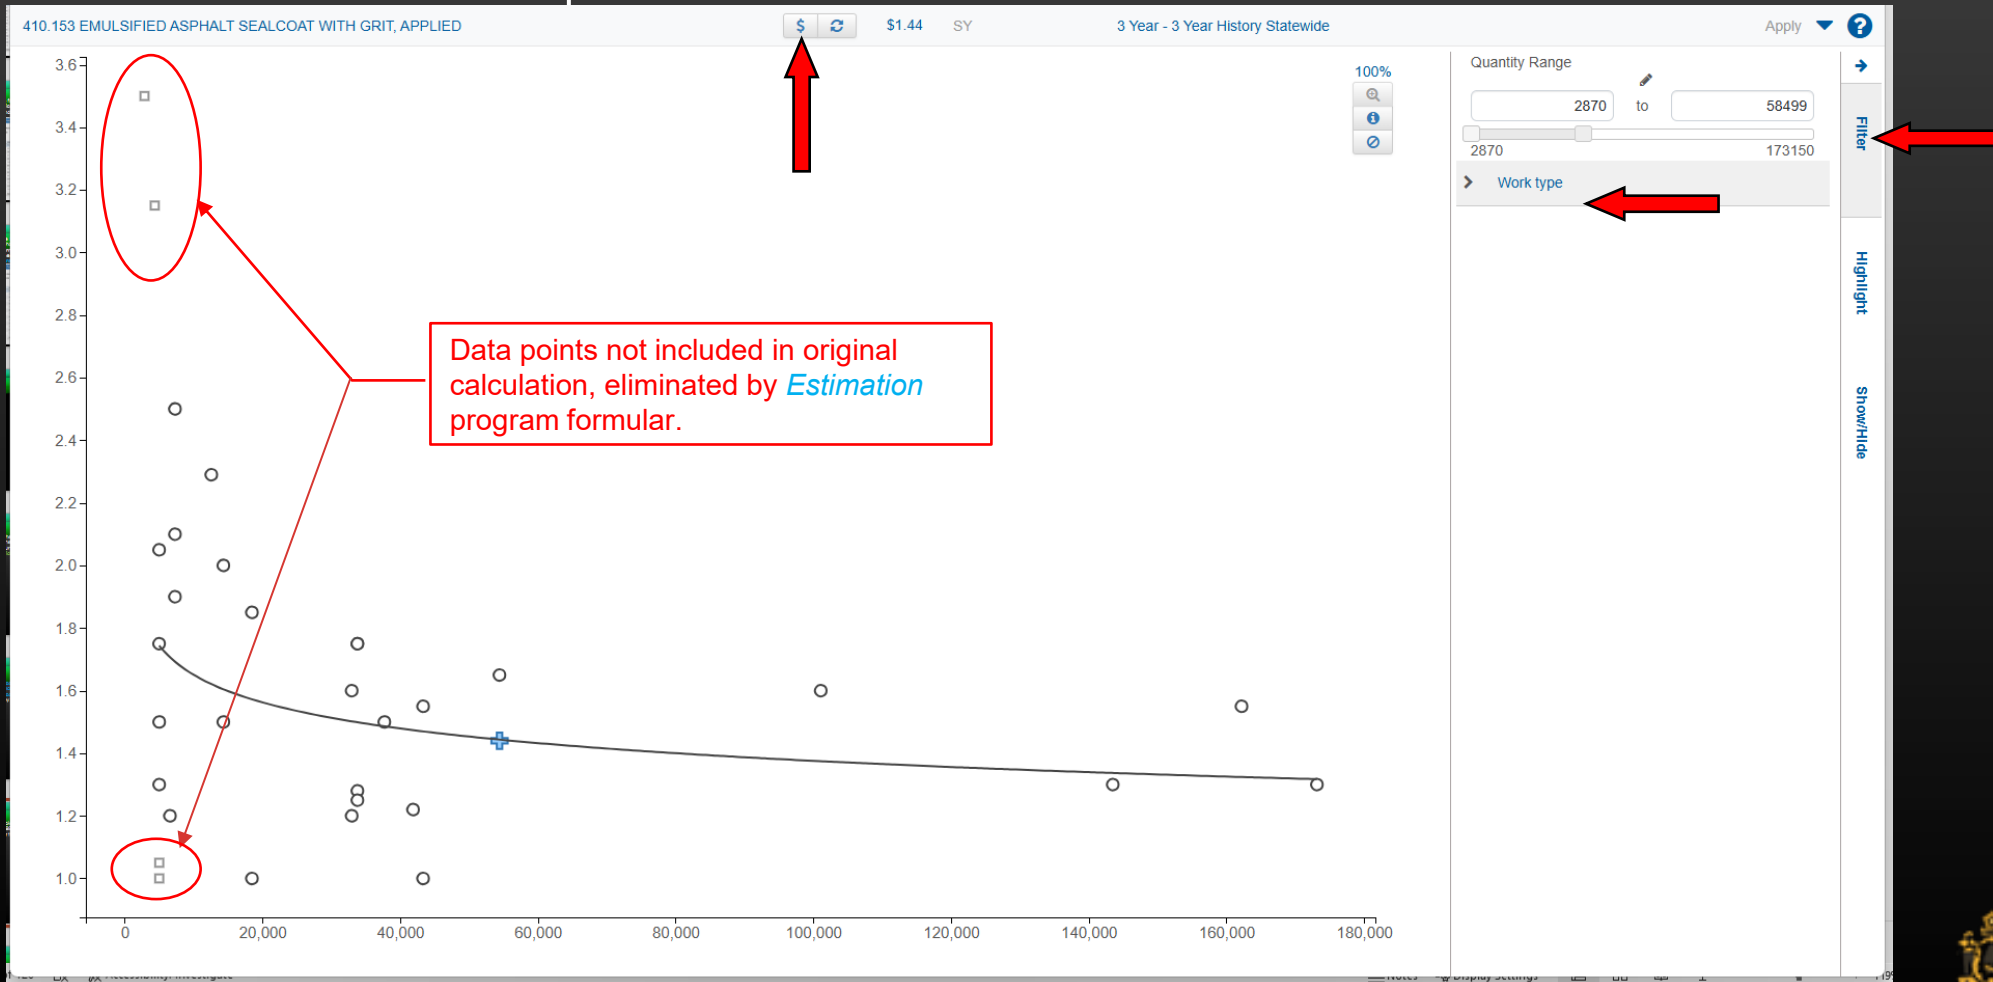 410.153 EMULSIFIED ASPHALT SEALCOAT WITH GRIT, APPLIED
$
$1.44
SY
3 Year - 3 Year History Statewide
Apply
?
3.6
3.4
3.2
3.0
2.8
2.6
2.4
2.2
2.0
1.8
1.6
1.4
1.2
1.0
0
20,000
40,000
60,000
80,000
100,000
120,000
140,000
160,000
180,000
100%
Data points not included in original
calculation, eliminated by Estimation
program formular.
Quantity Range
2870 to 58499
2870
173150
Work type
Filter
Highlight
Show/Hide